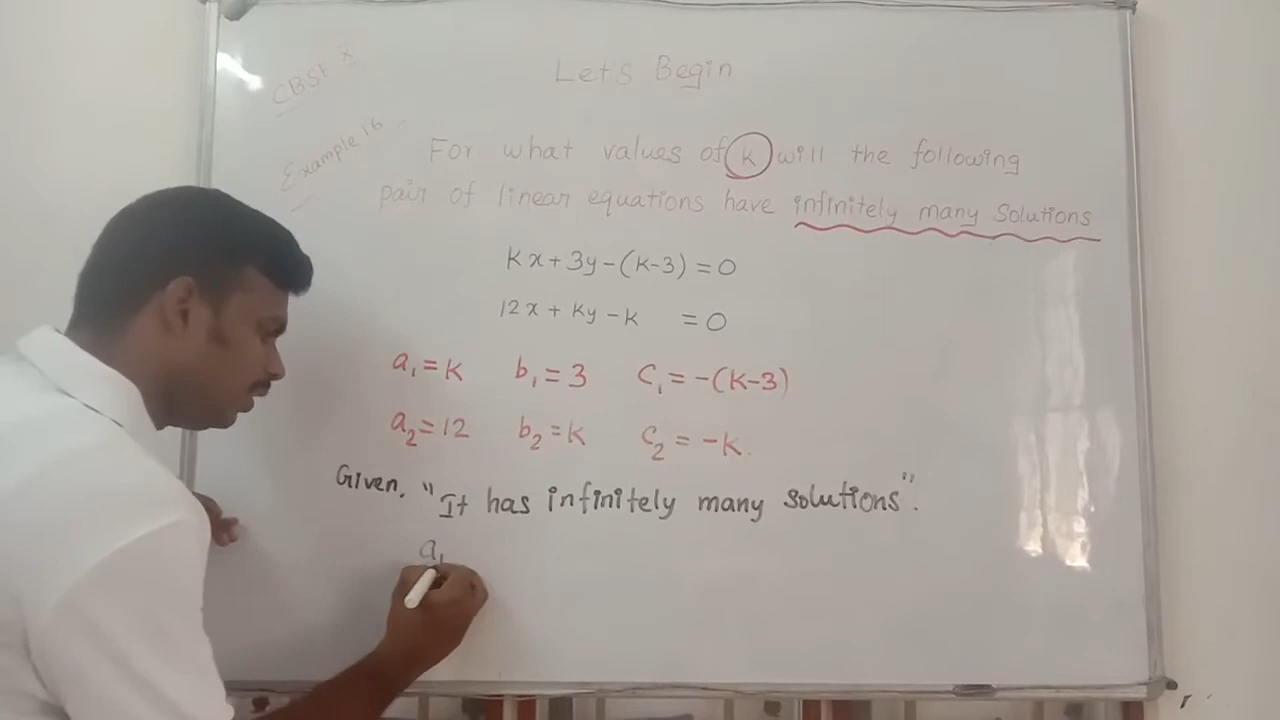 CBSE X
Lets Begin
Example 16
For what values of k will the following
pair of linear equations have infinitely many Solutions
kx+3y-(k-3)=0
12x+ky-k =0
a₁=k b₁=3 c₁=-(k-3)
a₂=12 b₂=k c₂=-k.
Given, "It has infinitely many solutions".
a₁